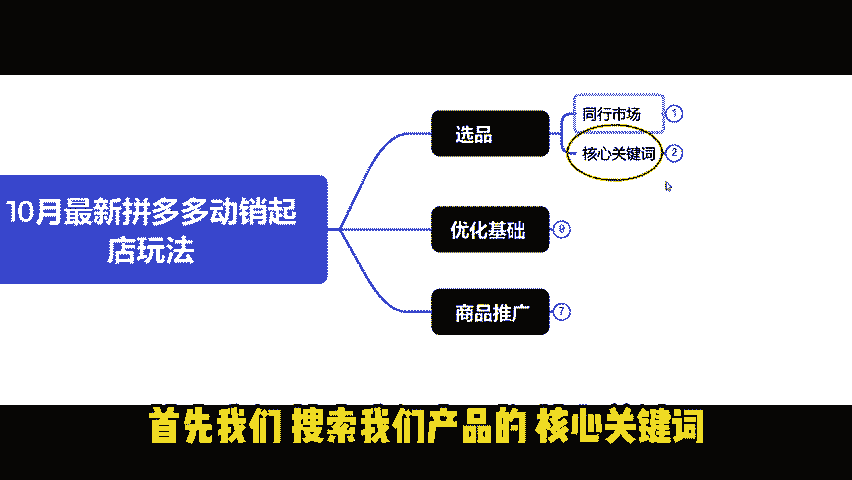 10月最新拼多多动销起
店玩法
选品
同行市场
1
核心关键词
2
优化基础
商品推广
7
首先我们 搜索我们产品的 核心关键词